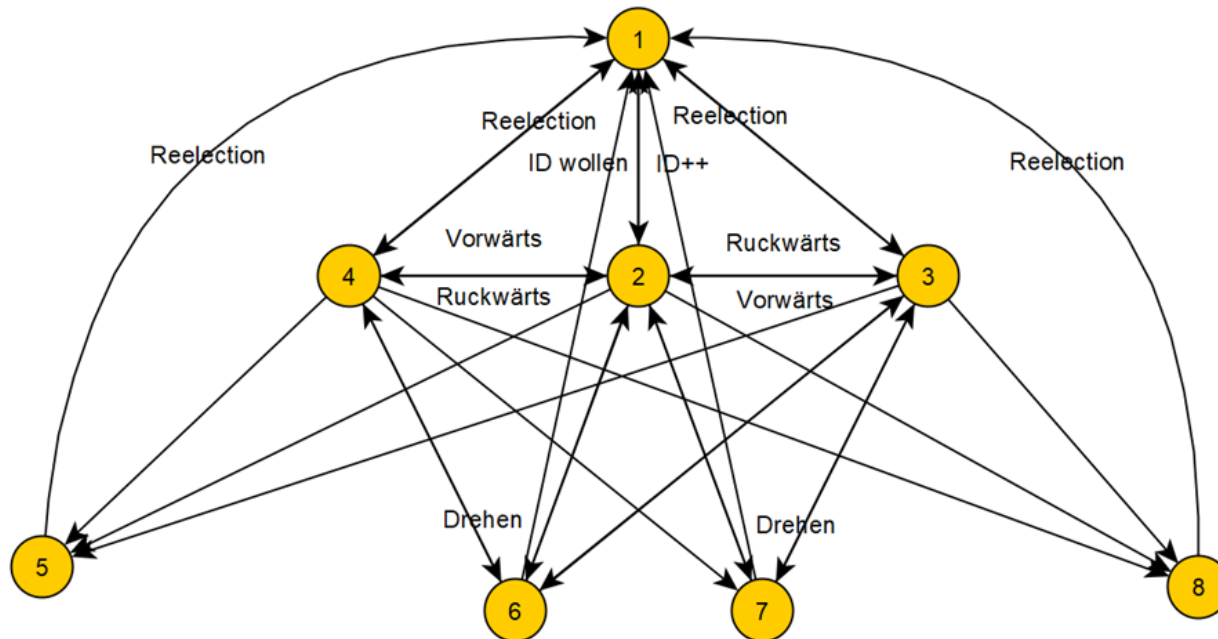 1
Reelection
Reelection
Reelection
ID wollen
ID++
Reelection
Vorwärts
Ruckwärts
4
2
3
Ruckwärts
Vorwärts
Drehen
Drehen
5
6
7
8